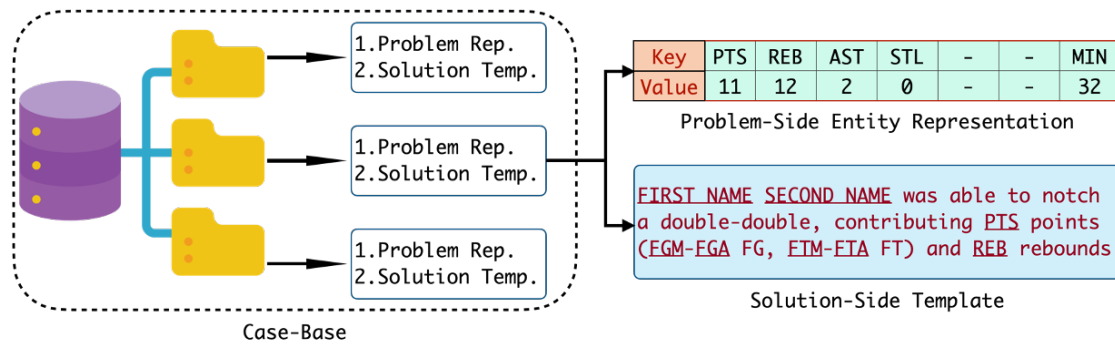 1.Problem Rep.
2.Solution Temp.
1.Problem Rep.
2.Solution Temp.
1.Problem Rep.
2.Solution Temp.
Case-Base
Key PTS REB AST STL - - MIN
Value 11 12 2 0 - - 32
Problem-Side Entity Representation
FIRST NAME SECOND NAME was able to notch
a double-double, contributing PTS points
(FGM-FGA FG, FTM-FTA FT) and REB rebounds
Solution-Side Template